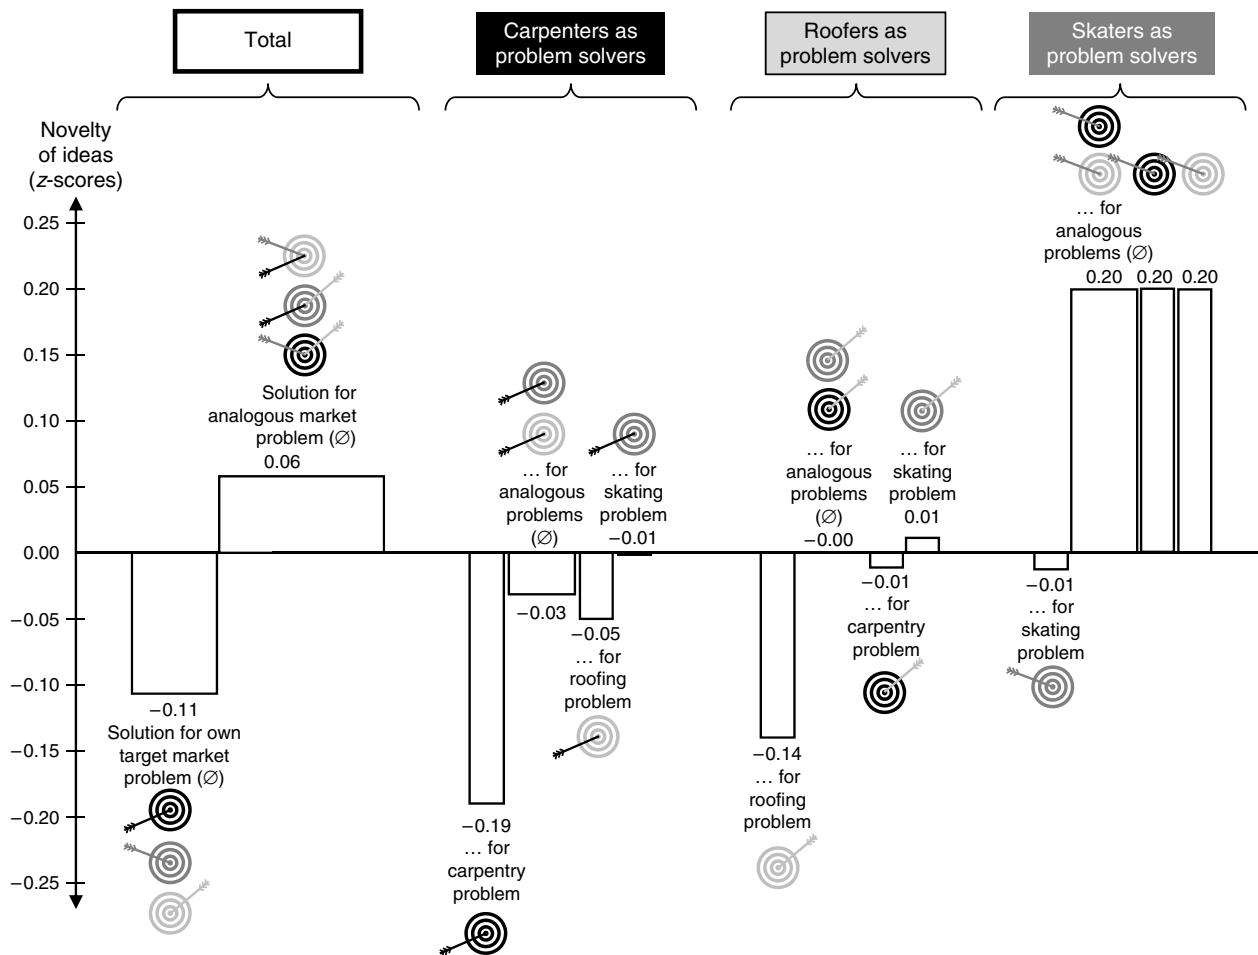 Total
Carpenters as
problem solvers
Roofers as
problem solvers
Skaters as
problem solvers
Novelty
of ideas
(z-scores)
0.25
0.20
0.15
0.10
0.05
0.00
−0.05
−0.10
−0.15
−0.20
−0.25
Solution for
analogous market
problem (∅)
0.06
−0.11
Solution for own
target market
problem (∅)
... for
analogous
problems
(∅)
−0.03
... for
skating
problem
−0.01
−0.05
... for
roofing
problem
−0.19
... for
carpentry
problem
... for
analogous
problems
(∅)
−0.00
... for
skating
problem
0.01
−0.01
... for
carpentry
problem
−0.14
... for
roofing
problem
... for
analogous
problems (∅)
0.20
0.20
0.20
−0.01
... for
skating
problem